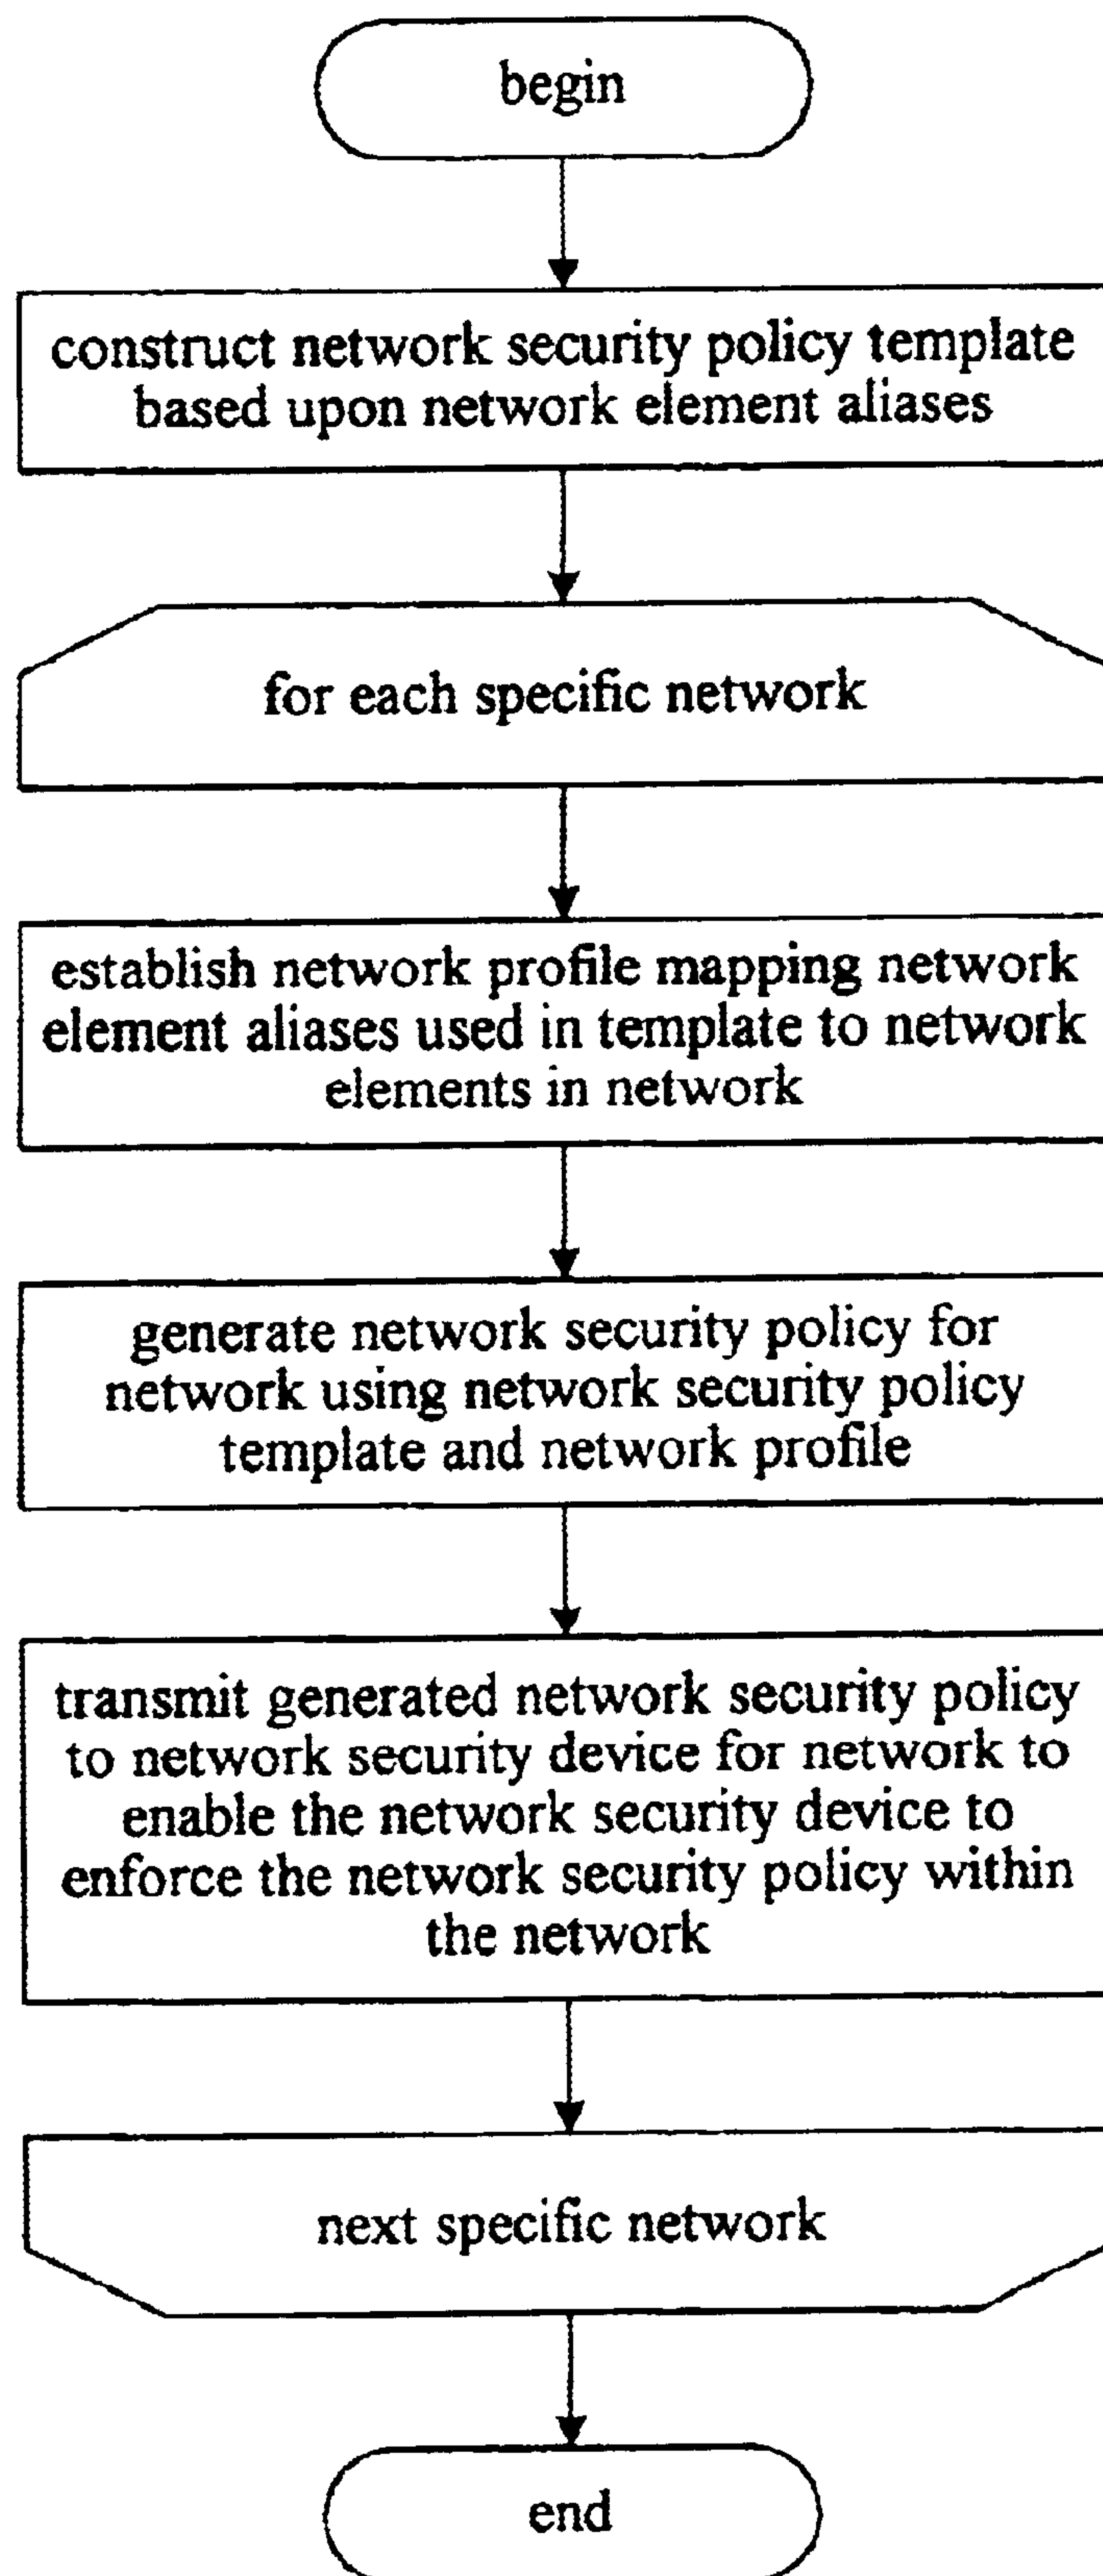 begin
construct network security policy template
based upon network element aliases
for each specific network
establish network profile mapping network
element aliases used in template to network
elements in network
generate network security policy for
network using network security policy
template and network profile
transmit generated network security policy
to network security device for network to
enable the network security device to
enforce the network security policy within
the network
next specific network
end